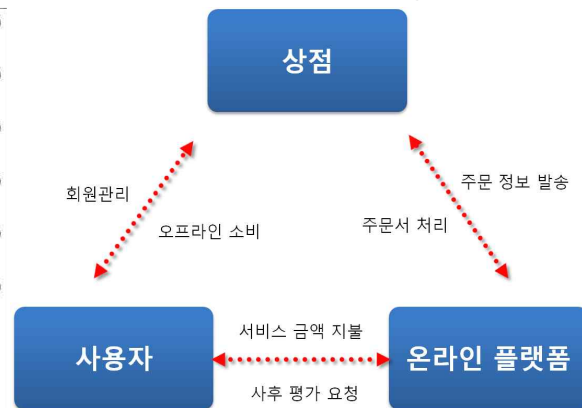 상점
주문 정보 발송
회원관리
주문서 처리
오프라인 소비
서비스 금액 지불
사용자
온라인 플랫폼
사후 평가 요청